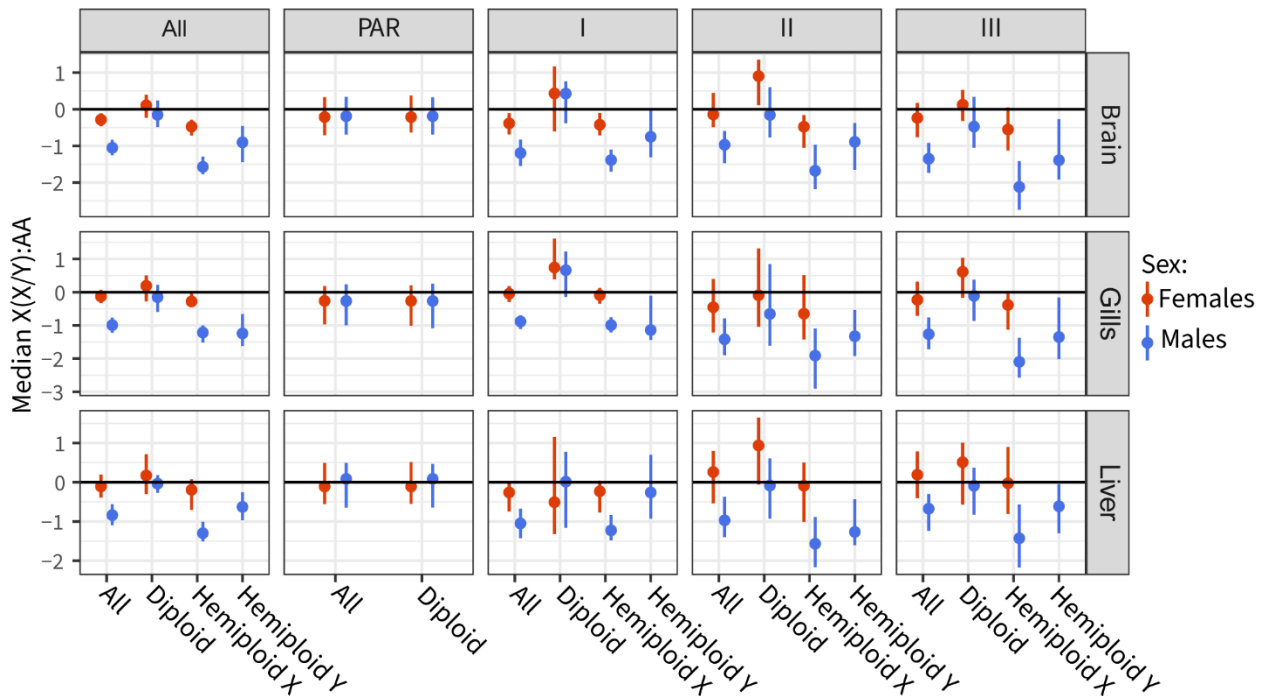 All PAR I II III
Median X(X/Y):AA
1
0
−1
−2
Brain
1
0
−1
−2
−3
Gills
1
0
−1
−2
Liver
Sex:
Females
Males
All Diploid Hemiploid X Hemiploid Y
All Diploid
All Diploid Hemiploid X Hemiploid Y
All Diploid Hemiploid X Hemiploid Y
All Diploid Hemiploid X Hemiploid Y